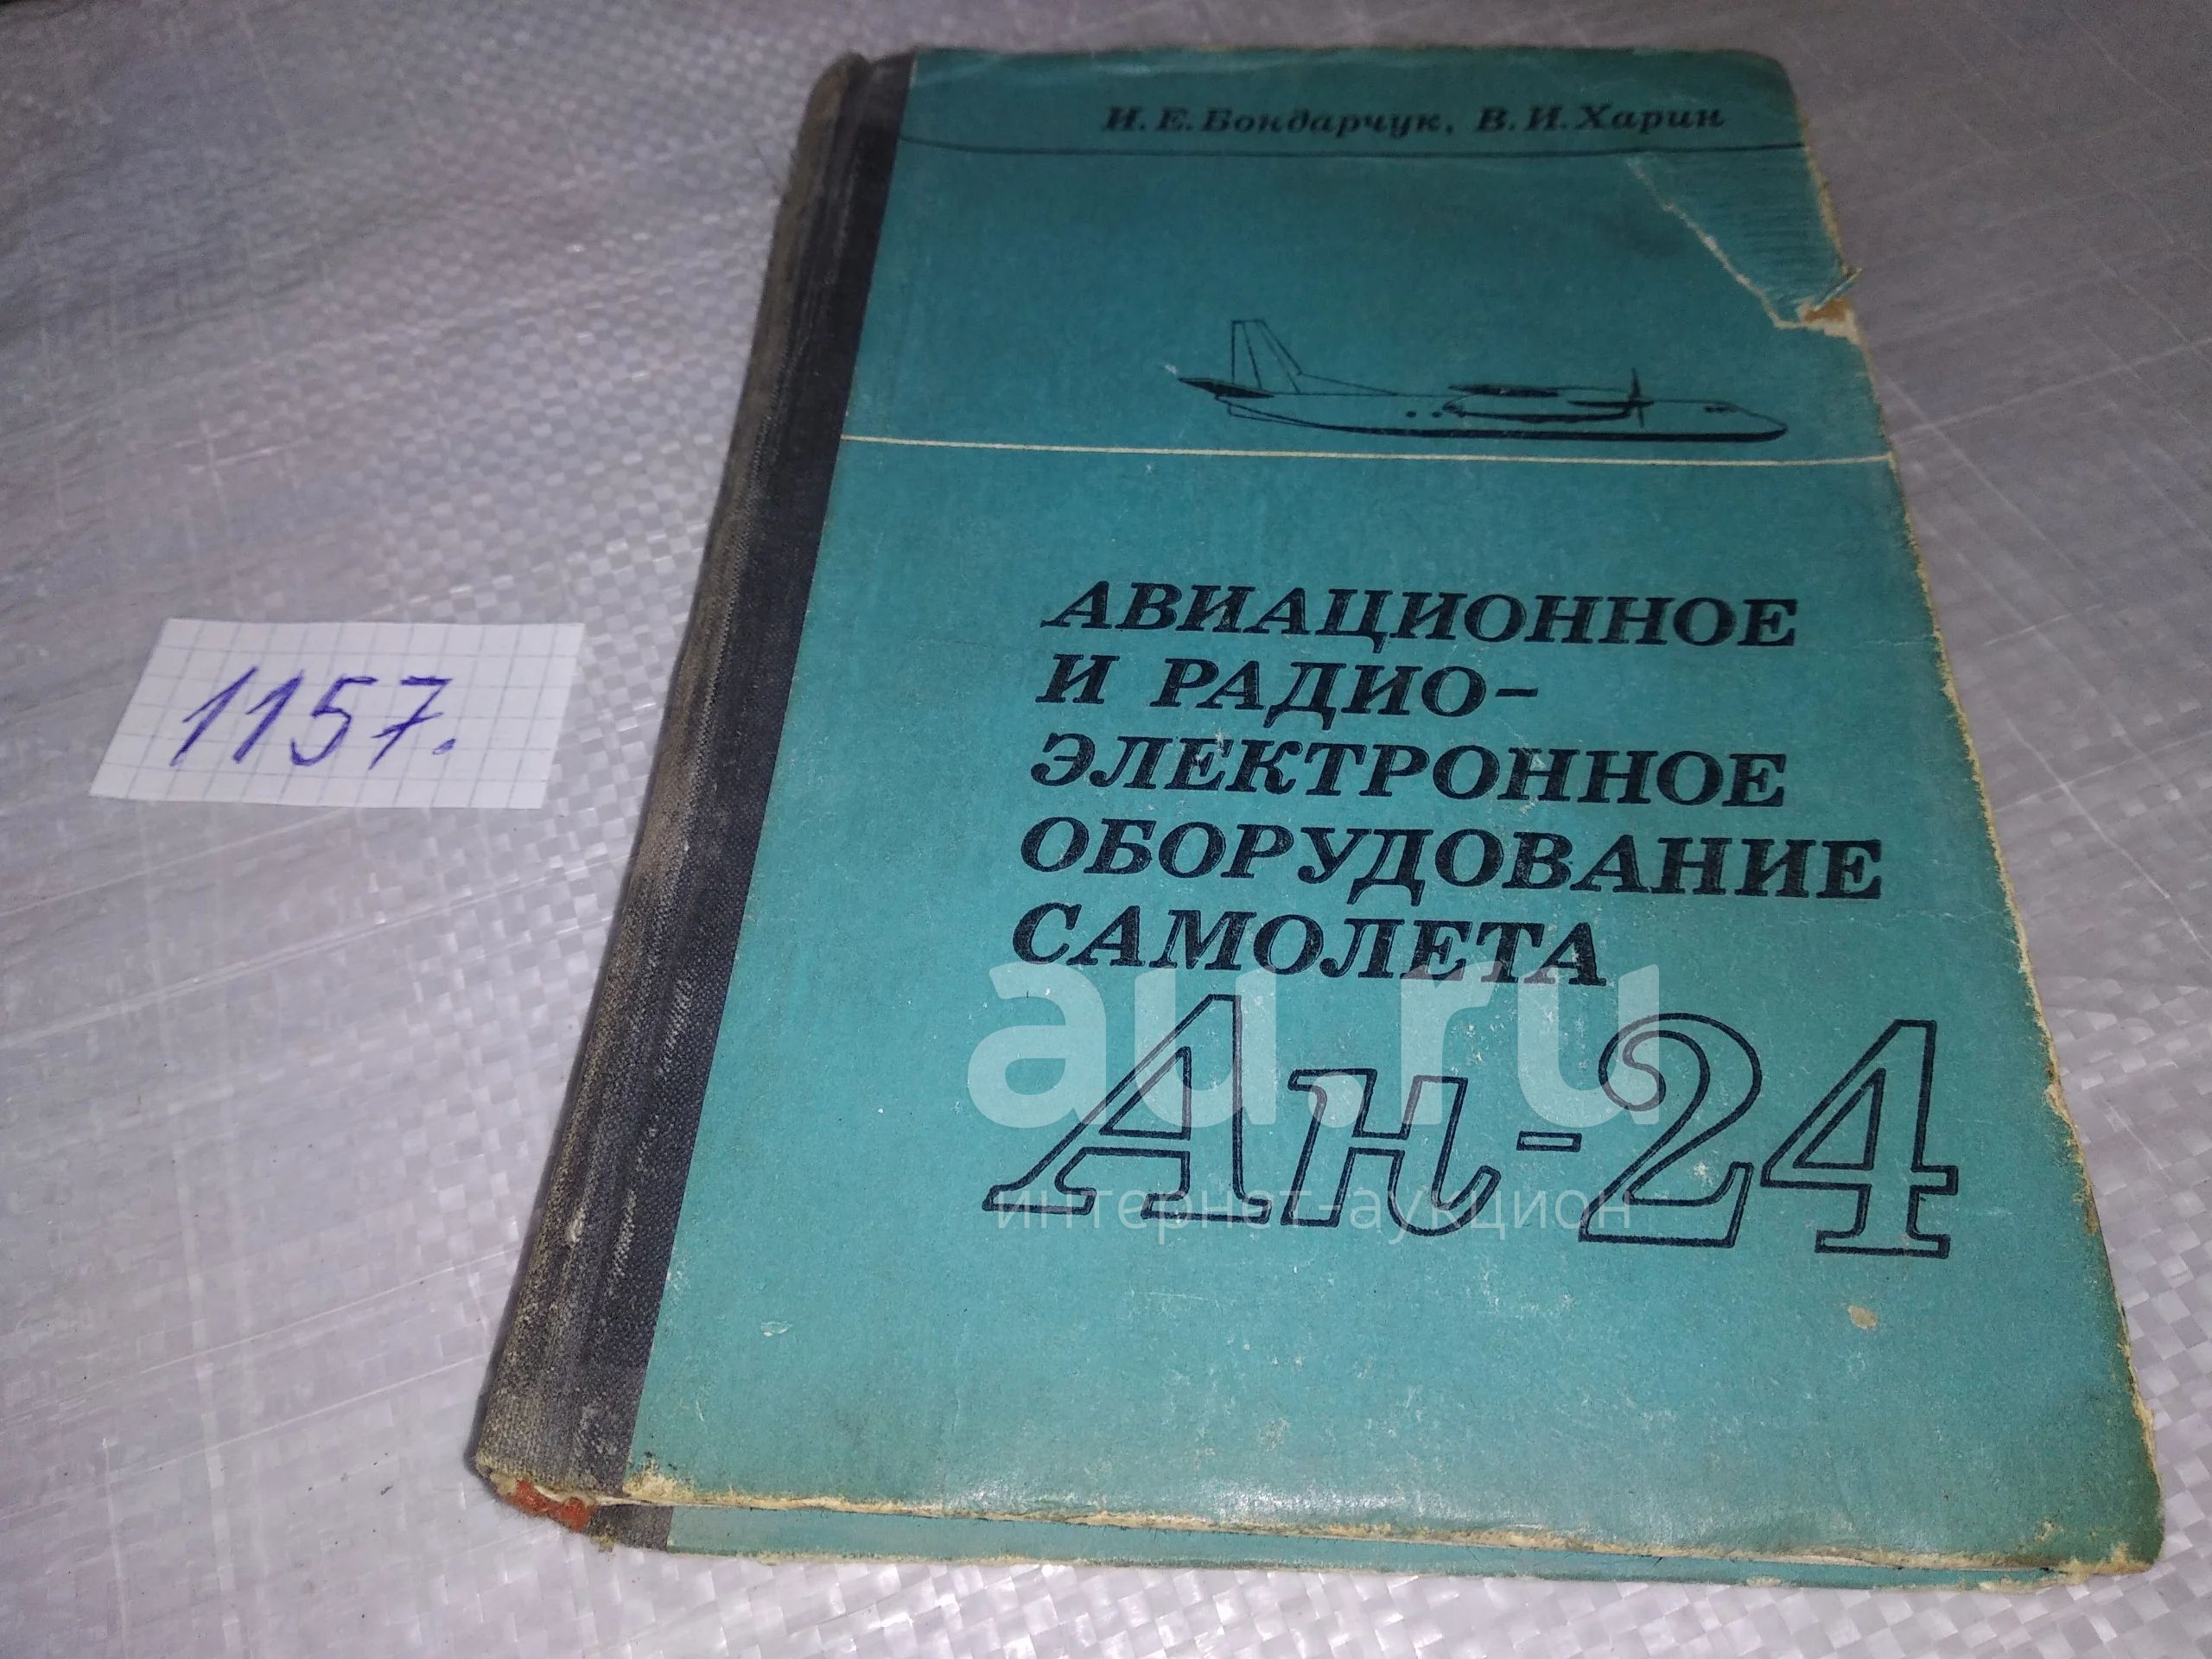 И. Е. Бондарчук, В. И. Харин
1157.
АВИАЦИОННОЕ
И РАДИО-
ЭЛЕКТРОННОЕ
ОБОРУДОВАНИЕ
САМОЛЕТА
au.ru
Ан-24
интернет-аукцион